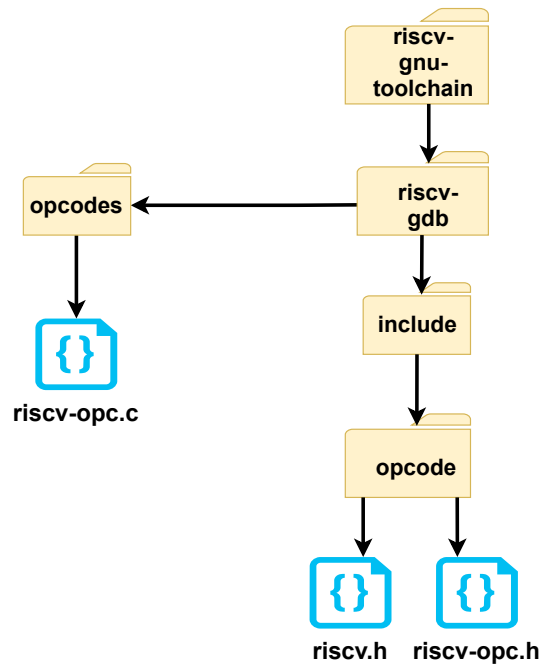 riscv-
gnu-
toolchain
opcodes
riscv-
gdb
include
{}
riscv-opc.c
opcode
{}
{}
riscv.h
riscv-opc.h